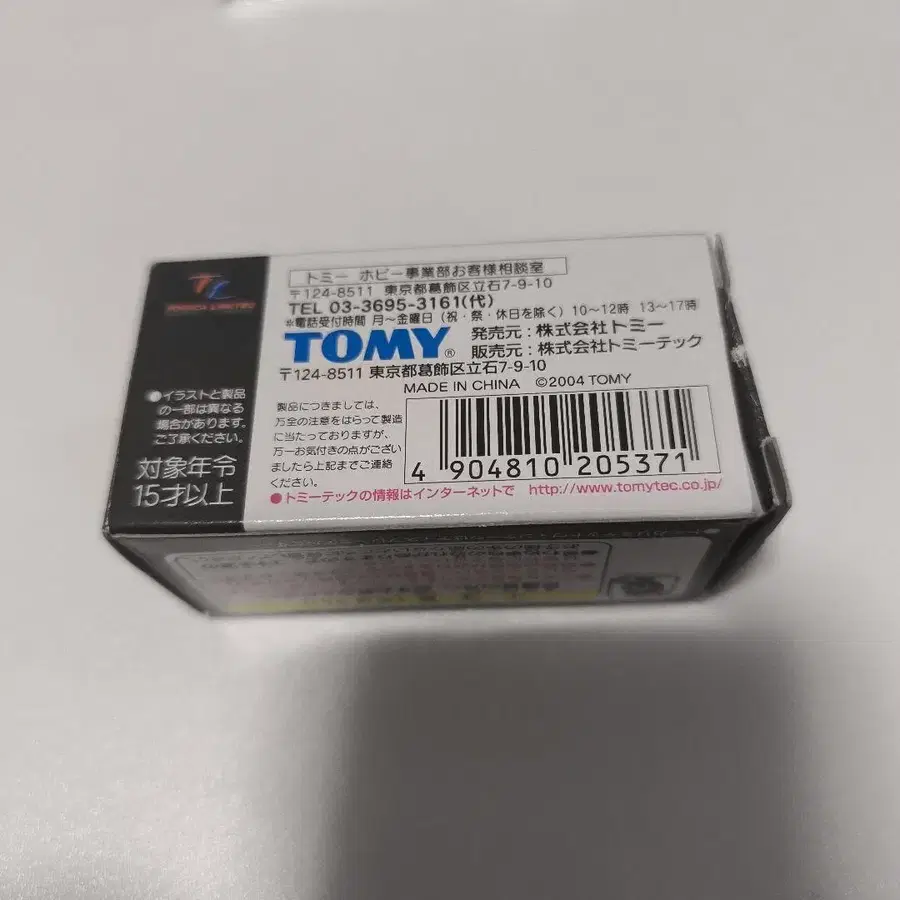 TOMICA LIMITED
●イラストと製品
の一部は異なる
場合があります。
ご了承ください。
対象年令
15才以上
トミー ホビー事業部お客様相談室
〒124-8511 東京都葛飾区立石7-9-10
TEL 03-3695-3161(代)
※電話受付時間 月～金曜日（祝・祭・休日を除く）10～12時 13～17時
TOMY®
発売元：株式会社トミー
販売元：株式会社トミーテック
〒124-8511 東京都葛飾区立石7-9-10
MADE IN CHINA ©2004 TOMY
製品につきましては、
万全の注意をはらって製造
に当たっておりますが、
万一お気付きの点がござい
ましたら上記までご連絡
ください。
4 904810 205371
●トミーテックの情報はインターネットで http://www.tomytec.co.jp/